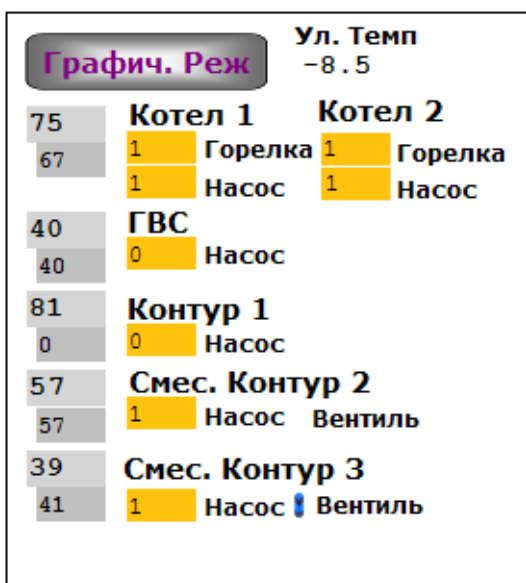 Графич. Реж
Ул. Темп
-8.5
75
67
Котел 1
Котел 2
1 Горелка 1 Горелка
1 Насос 1 Насос
40
40
ГВС
0 Насос
81
0
Контур 1
0 Насос
57
57
Смес. Контур 2
1 Насос Вентиль
39
41
Смес. Контур 3
1 Насос Вентиль